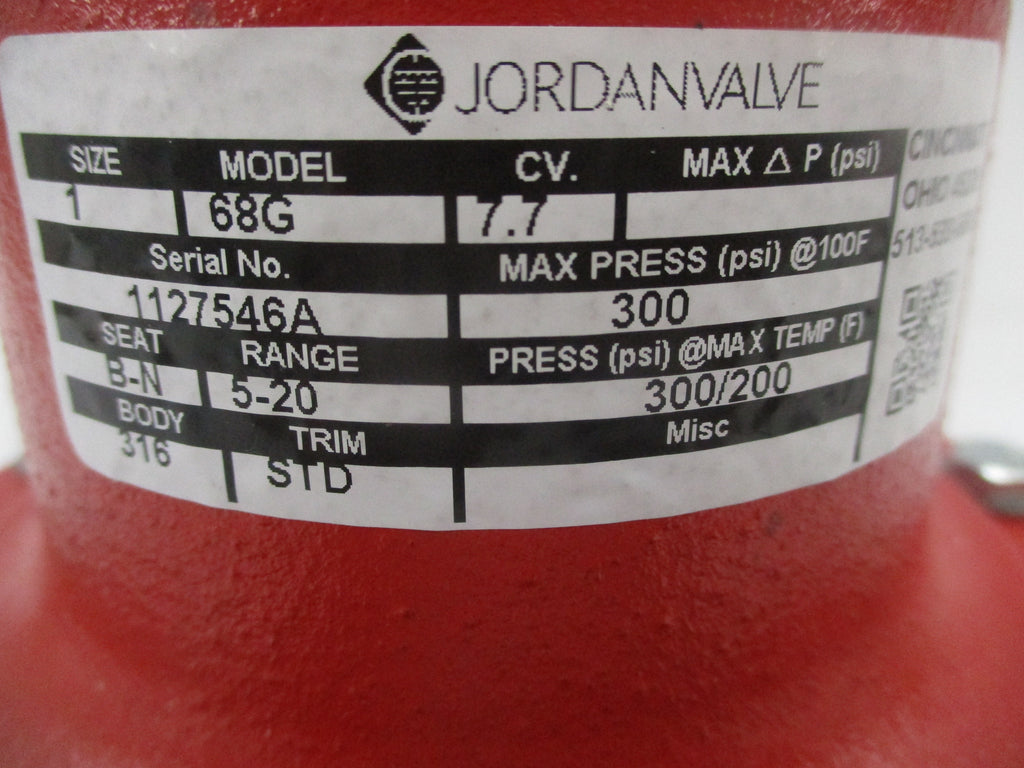 JORDANVALVE
SIZE MODEL CV. MAX Δ P (psi)
1 68G 7.7
Serial No. MAX PRESS (psi) @100F
1127546A 300
SEAT RANGE PRESS (psi) @MAX TEMP (F)
B-N 5-20 300/200
BODY TRIM Misc
316 STD
OHIO